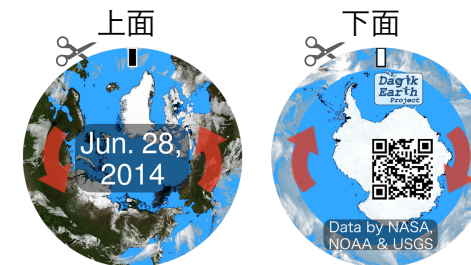 上面
下面
Jun. 28,
2014
Dagik
Earth
Project
Data by NASA,
NOAA & USGS